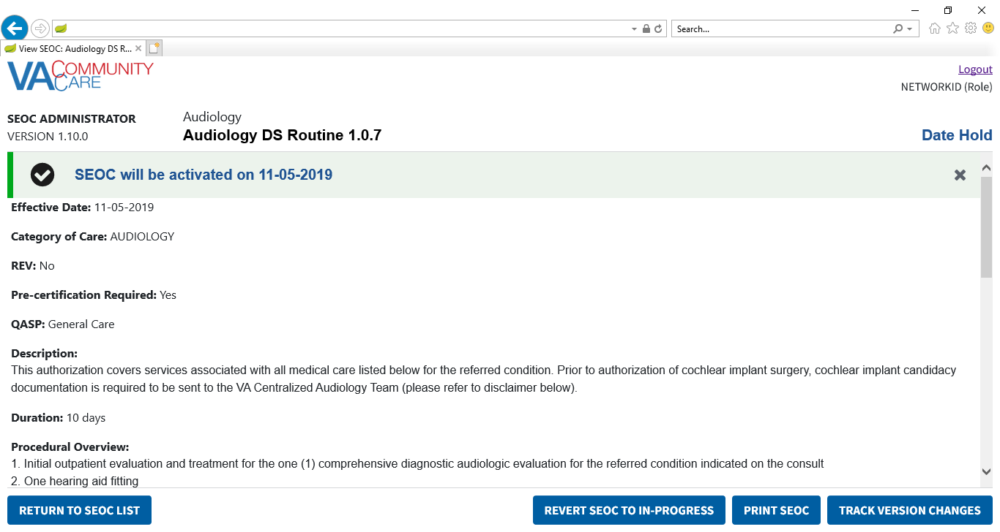 Search...
View SEOC: Audiology DS R...
VA COMMUNITY CARE
Logout
NETWORKID (Role)
SEOC ADMINISTRATOR
VERSION 1.10.0
Audiology
Audiology DS Routine 1.0.7
Date Hold
SEOC will be activated on 11-05-2019
Effective Date: 11-05-2019
Category of Care: AUDIOLOGY
REV: No
Pre-certification Required: Yes
QASP: General Care
Description:
This authorization covers services associated with all medical care listed below for the referred condition. Prior to authorization of cochlear implant surgery, cochlear implant candidacy
documentation is required to be sent to the VA Centralized Audiology Team (please refer to disclaimer below).
Duration: 10 days
Procedural Overview:
1. Initial outpatient evaluation and treatment for the one (1) comprehensive diagnostic audiologic evaluation for the referred condition indicated on the consult
2. One hearing aid fitting
RETURN TO SEOC LIST
REVERT SEOC TO IN-PROGRESS
PRINT SEOC
TRACK VERSION CHANGES